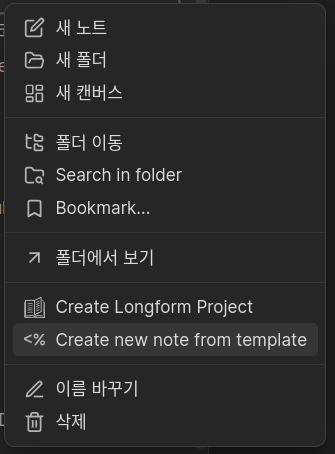 새 노트
새 폴더
새 캔버스
폴더 이동
Search in folder
Bookmark...
폴더에서 보기
Create Longform Project
<% Create new note from template
이름 바꾸기
삭제